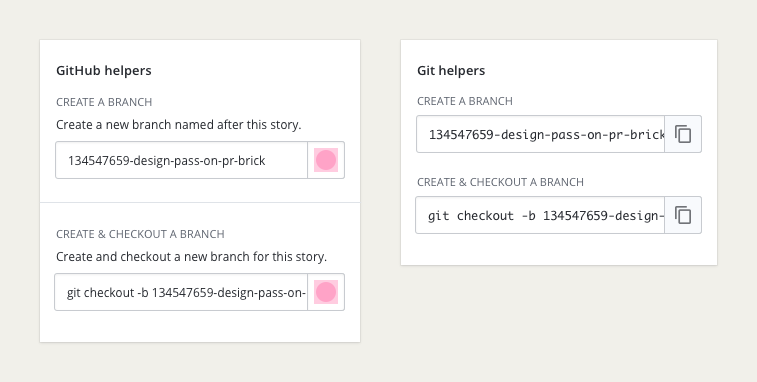 GitHub helpers
CREATE A BRANCH
Create a new branch named after this story.
134547659-design-pass-on-pr-brick
CREATE & CHECKOUT A BRANCH
Create and checkout a new branch for this story.
git checkout -b 134547659-design-pass-on-
Git helpers
CREATE A BRANCH
134547659-design-pass-on-pr-brick
CREATE & CHECKOUT A BRANCH
git checkout -b 134547659-design-